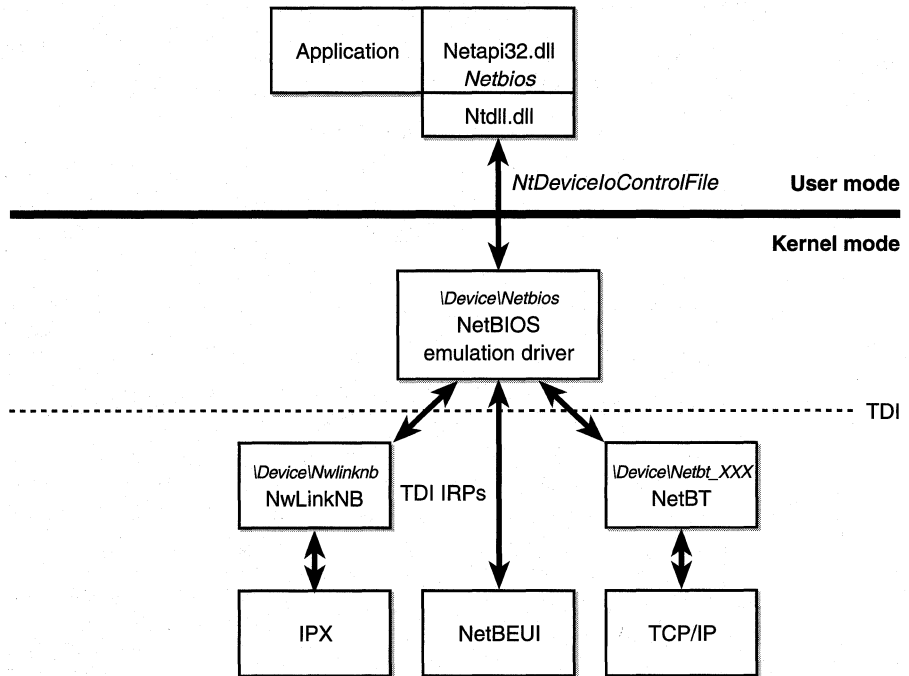 Application
Netapi32.dll
Netbios
Ntdll.dll
NtDeviceIoControlFile
User mode
Kernel mode
\Device\Netbios
NetBIOS
emulation driver
TDI
\Device\Nwlinknb
NwLinkNB
TDI IRPs
\Device\Netbt_XXX
NetBT
IPX
NetBEUI
TCP/IP